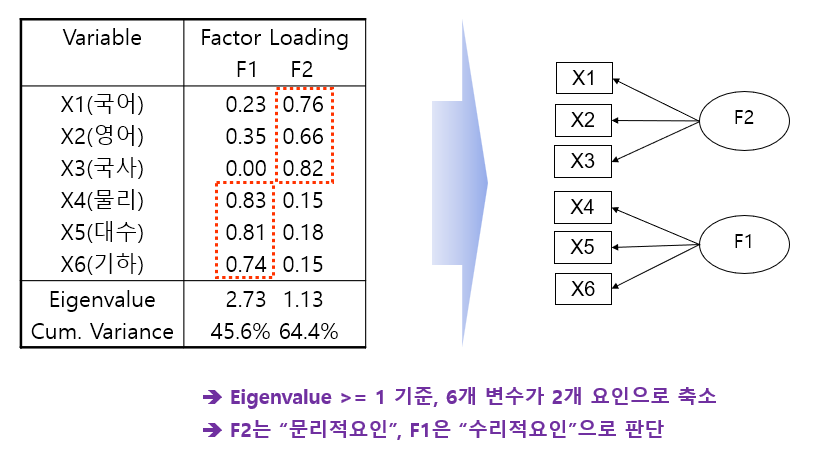 Variable Factor Loading
F1 F2
X1(국어) 0.23 0.76
X2(영어) 0.35 0.66
X3(국사) 0.00 0.82
X4(물리) 0.83 0.15
X5(대수) 0.81 0.18
X6(기하) 0.74 0.15
Eigenvalue 2.73 1.13
Cum. Variance 45.6% 64.4%
X1
X2
X3
F2
X4
X5
X6
F1
➔ Eigenvalue >= 1 기준, 6개 변수가 2개 요인으로 축소
➔ F2는 “문리적요인”, F1은 “수리적요인”으로 판단